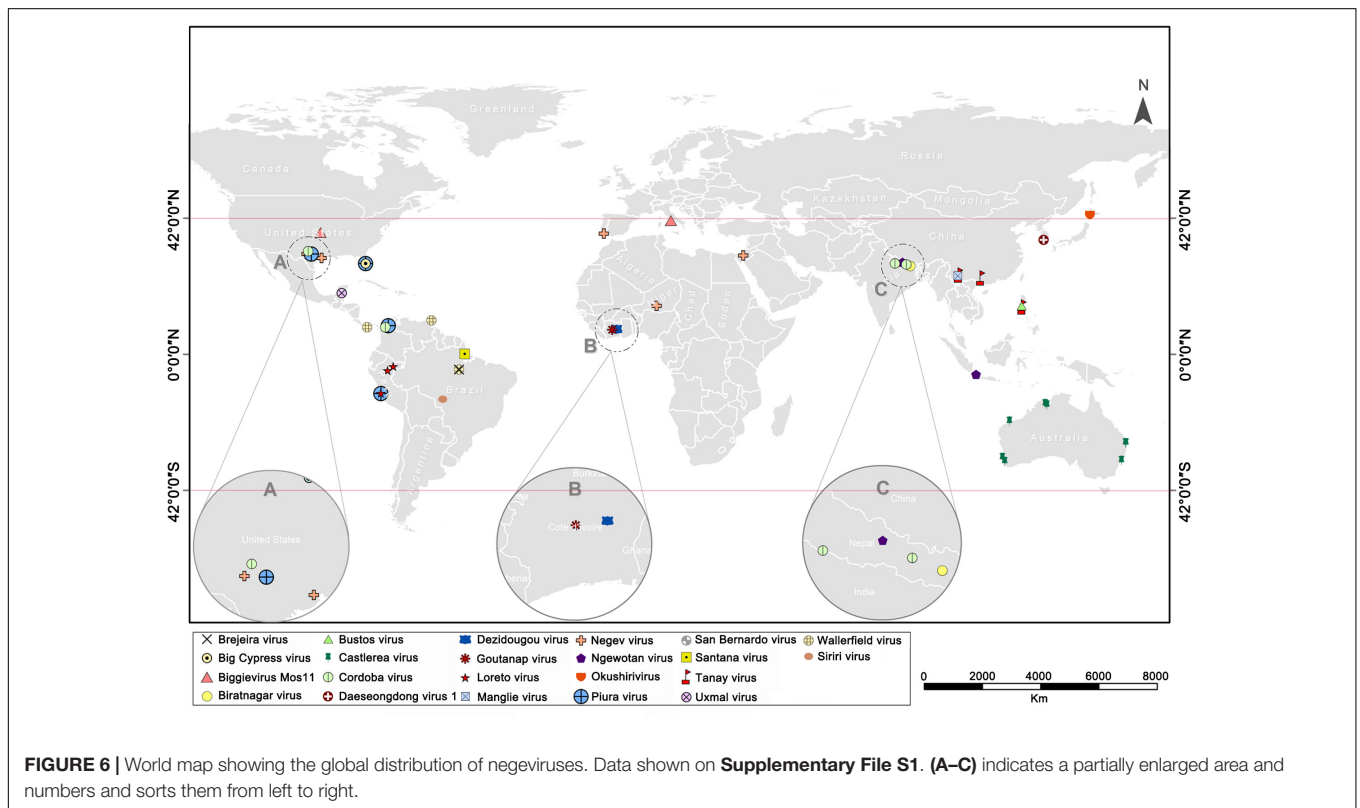 N
Greenland
Canada
Russia
Kazakhstan
Mongolia
United States
China
42°0'0"N
42°0'0"N
A
Algeria
Chad
Sudan
C
B
0°0'0"
0°0'0"
Brazil
Australia
Argentina
42°0'0"S
42°0'0"S
A
United States
B
Cote d'Ivoire
Ghana
C
China
Nepal
India
Brejeira virus Bustos virus Dezidougou virus Negev virus San Bernardo virus Wallerfield virus
Big Cypress virus Castlerea virus Goutanap virus Ngewotan virus Santana virus Siriri virus
Biggievirus Mos11 Cordoba virus Loreto virus Okushirivirus Tanay virus
Biratnagar virus Daeseongdong virus 1 Manglie virus Piura virus Uxmal virus
0 2000 4000 6000 8000
Km
FIGURE 6 | World map showing the global distribution of negeviruses. Data shown on Supplementary File S1. (A–C) indicates a partially enlarged area and
numbers and sorts them from left to right.